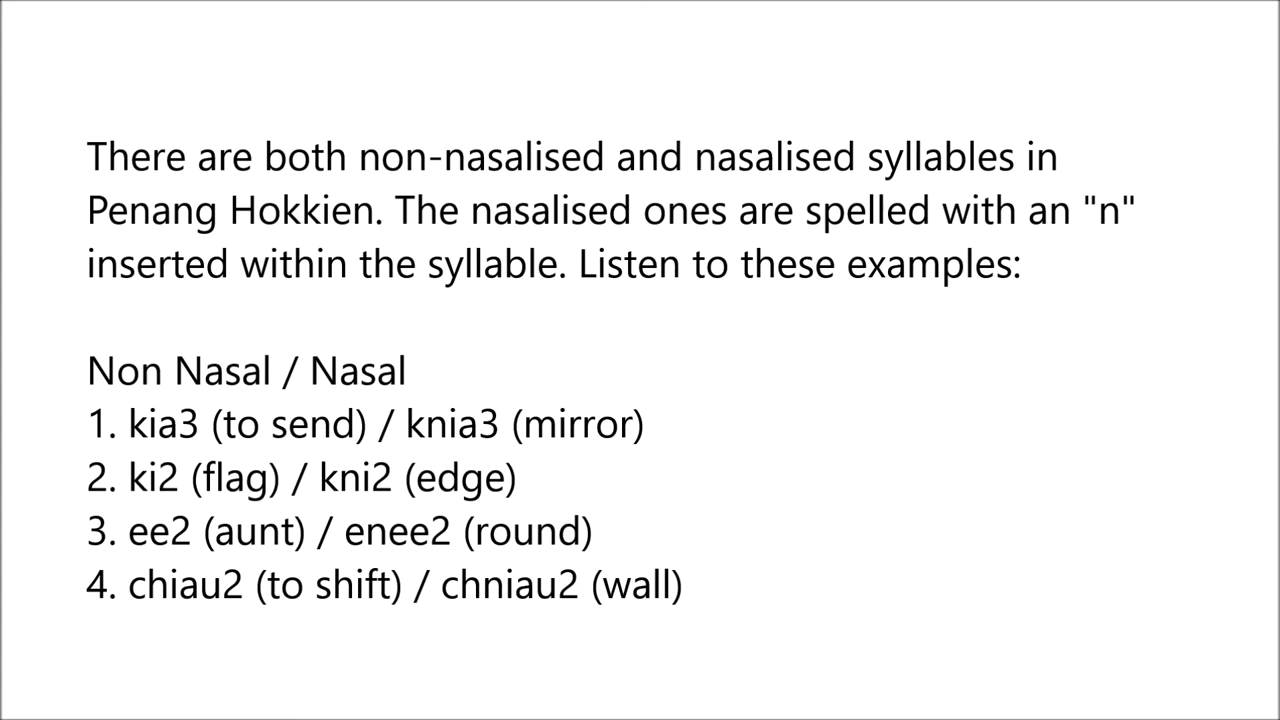 There are both non-nasalised and nasalised syllables in
Penang Hokkien. The nasalised ones are spelled with an "n"
inserted within the syllable. Listen to these examples:
Non Nasal / Nasal
1. kia3 (to send) / knia3 (mirror)
2. ki2 (flag) / kni2 (edge)
3. ee2 (aunt) / enee2 (round)
4. chiau2 (to shift) / chniau2 (wall)